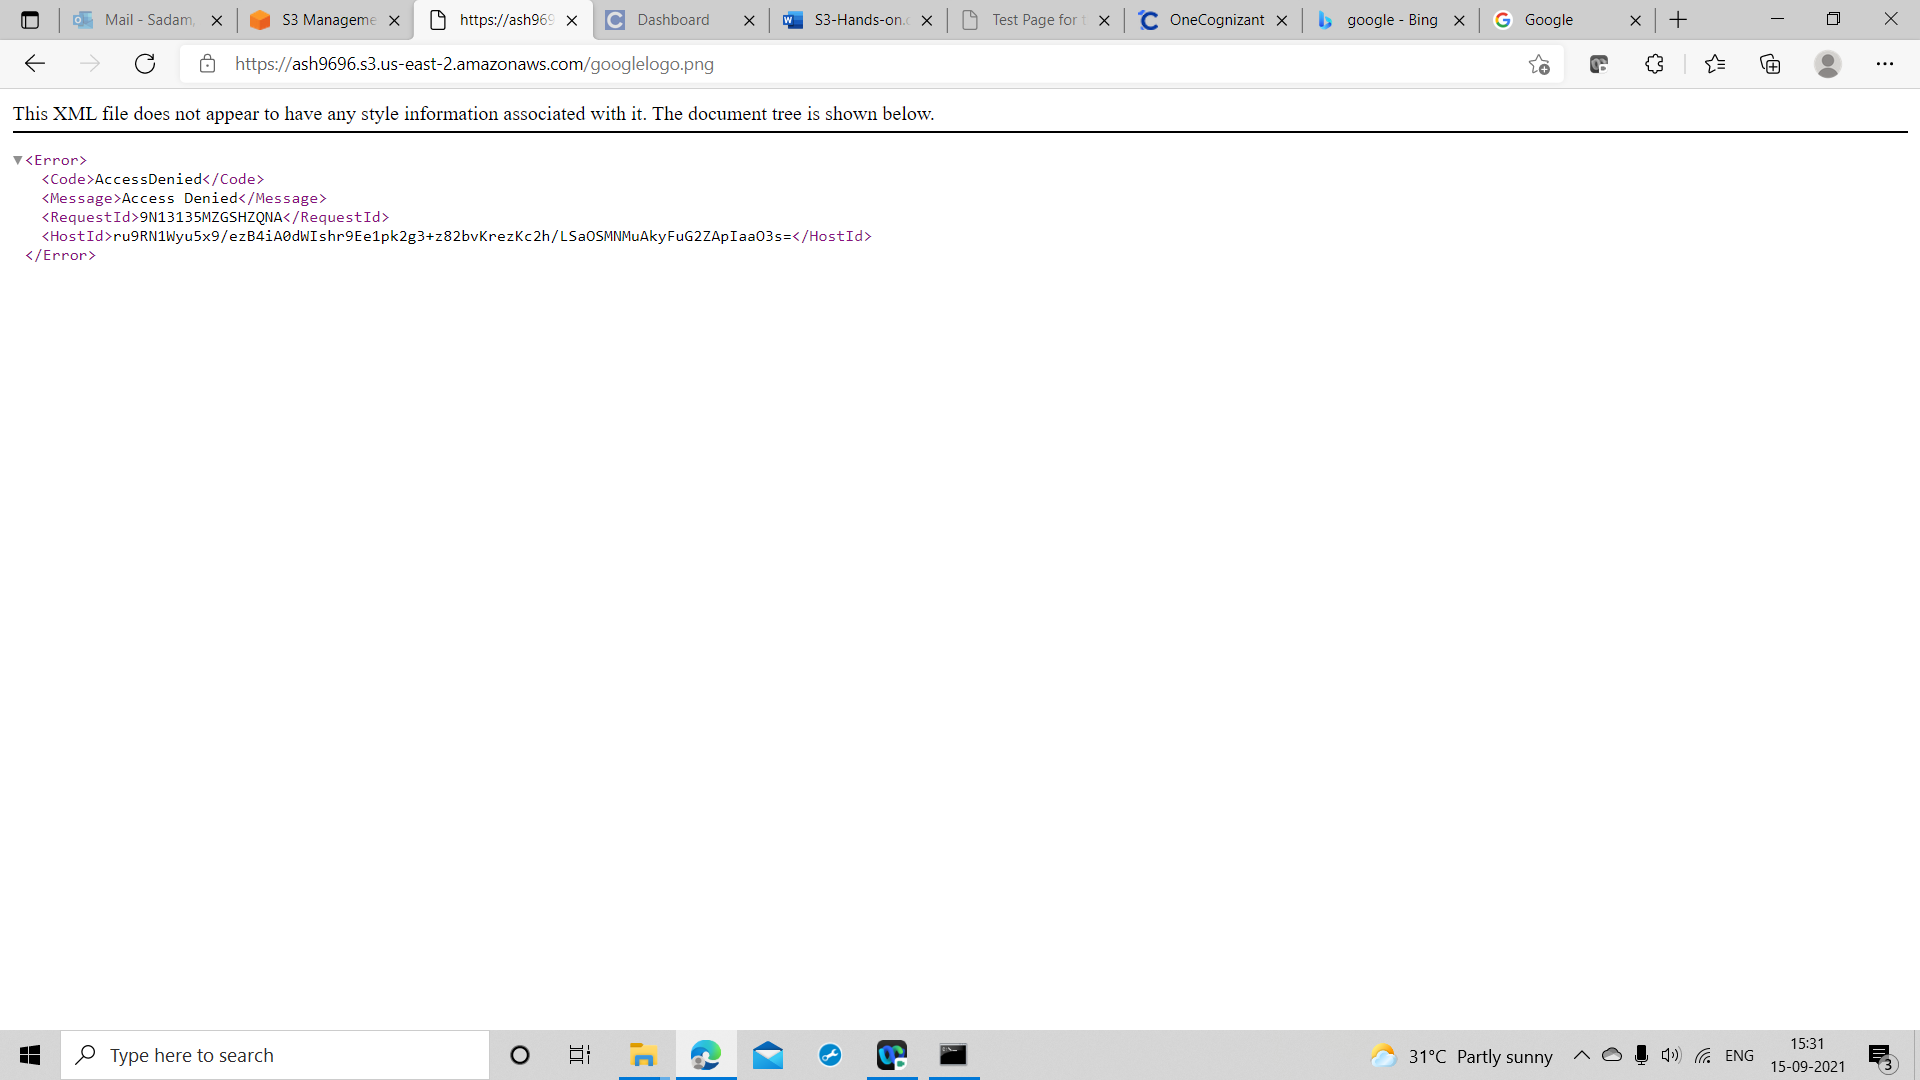 Mail - Sadam,
S3 Manageme
https://ash969
Dashboard
S3-Hands-on.
Test Page for t
OneCognizant
google - Bing
Google
https://ash9696.s3.us-east-2.amazonaws.com/googlelogo.png
This XML file does not appear to have any style information associated with it. The document tree is shown below.
▼<Error>
<Code>AccessDenied</Code>
<Message>Access Denied</Message>
<RequestId>9N13135MZGSHZQNA</RequestId>
<HostId>ru9RN1Wyu5x9/ezB4iA0dWIshr9Ee1pk2g3+z82bvKrezKc2h/LSaOSMNMuAkyFuG2ZApIaaO3s=</HostId>
</Error>
Type here to search
31°C Partly sunny
ENG
15:31
15-09-2021
3